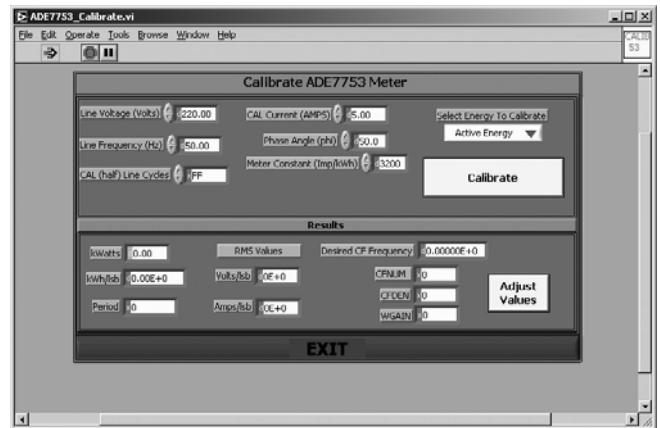 ADE7753_Calibrate.vi
File Edit Operate Tools Browse Window Help
CALIB
53
Calibrate ADE7753 Meter
Line Voltage (Volts) 220.00 CAL Current (AMPS) 5.00 Select Energy To Calibrate
Active Energy
Line Frequency (Hz) 50.00 Phase Angle (phi) 50.0
CAL (half) Line Cycles FF Meter Constant (Imp/kWh) 3200
Calibrate
Results
kWatts 0.00 RMS Values Desired CF Frequency 0.00000E+0
kWh/lsb 0.00E+0 Volts/lsb 0E+0 CFNUM 0
CFDEN 0
Period 0 Amps/lsb 0E+0 WGAIN 0
Adjust
Values
EXIT